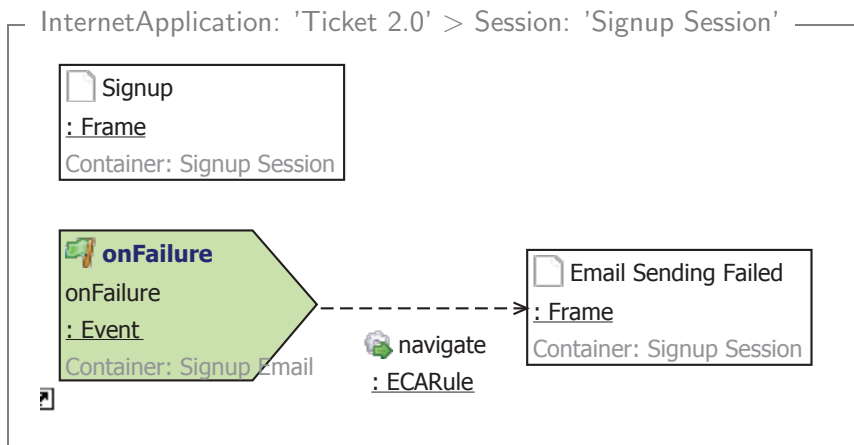 InternetApplication: 'Ticket 2.0' > Session: 'Signup Session'
Signup
: Frame
Container: Signup Session
onFailure
onFailure
: Event
Container: Signup Email
navigate
: ECARule
Email Sending Failed
: Frame
Container: Signup Session